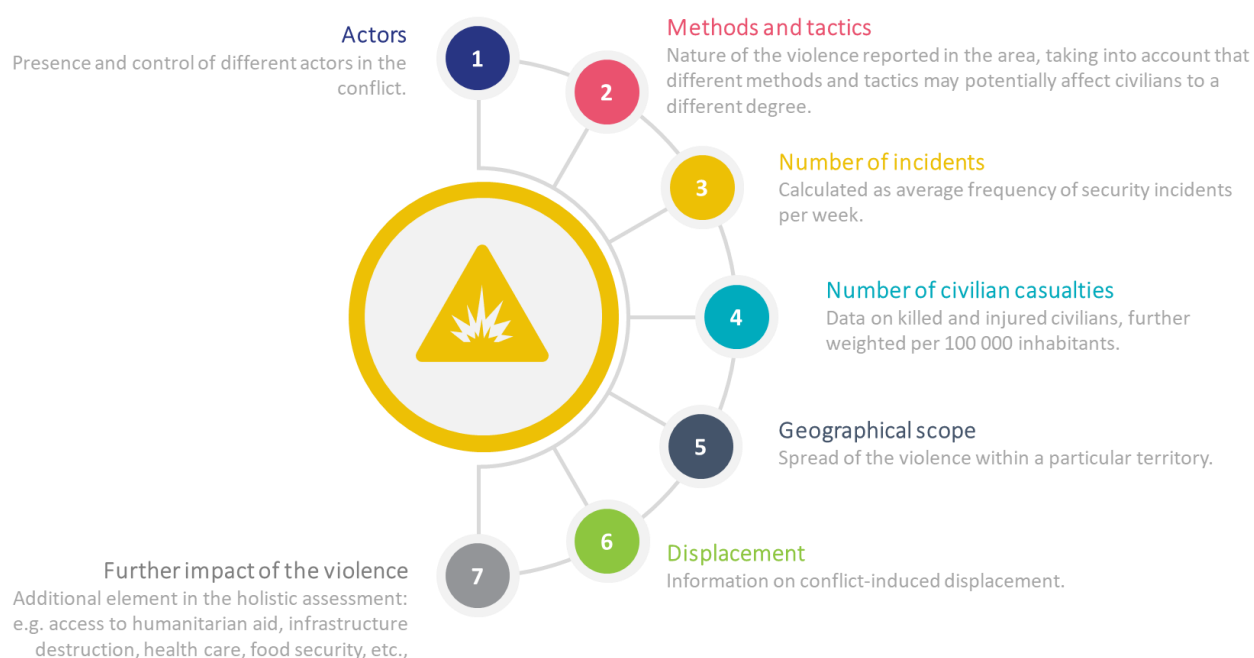 1
Actors
Presence and control of different actors in the
conflict.
2
Methods and tactics
Nature of the violence reported in the area, taking into account that
different methods and tactics may potentially affect civilians to a
different degree.
3
Number of incidents
Calculated as average frequency of security incidents
per week.
4
Number of civilian casualties
Data on killed and injured civilians, further
weighted per 100 000 inhabitants.
5
Geographical scope
Spread of the violence within a particular territory.
6
Displacement
Information on conflict-induced displacement.
7
Further impact of the violence
Additional element in the holistic assessment:
e.g. access to humanitarian aid, infrastructure
destruction, health care, food security, etc.,